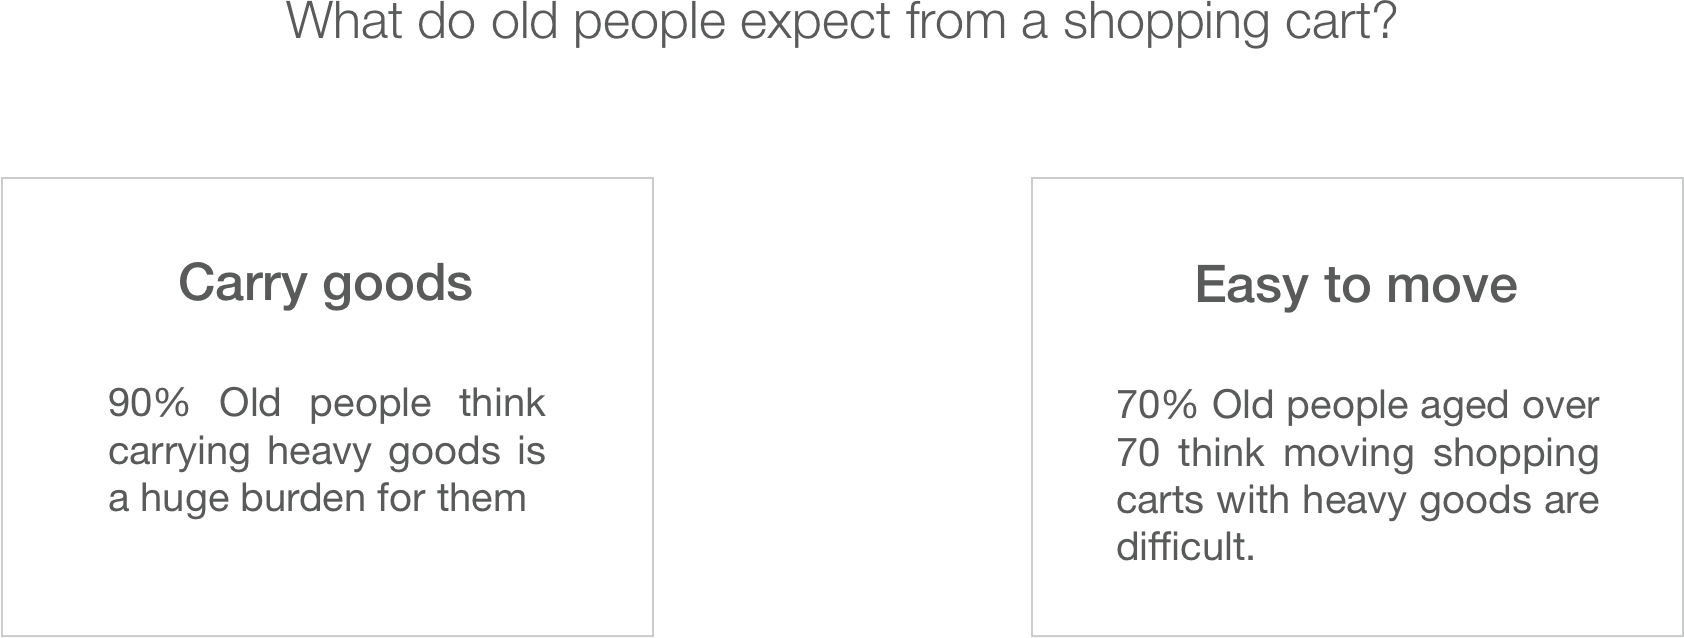 What do old people expect from a shopping cart?
Carry goods
90% Old people think
carrying heavy goods is
a huge burden for them
Easy to move
70% Old people aged over
70 think moving shopping
carts with heavy goods are
difficult.